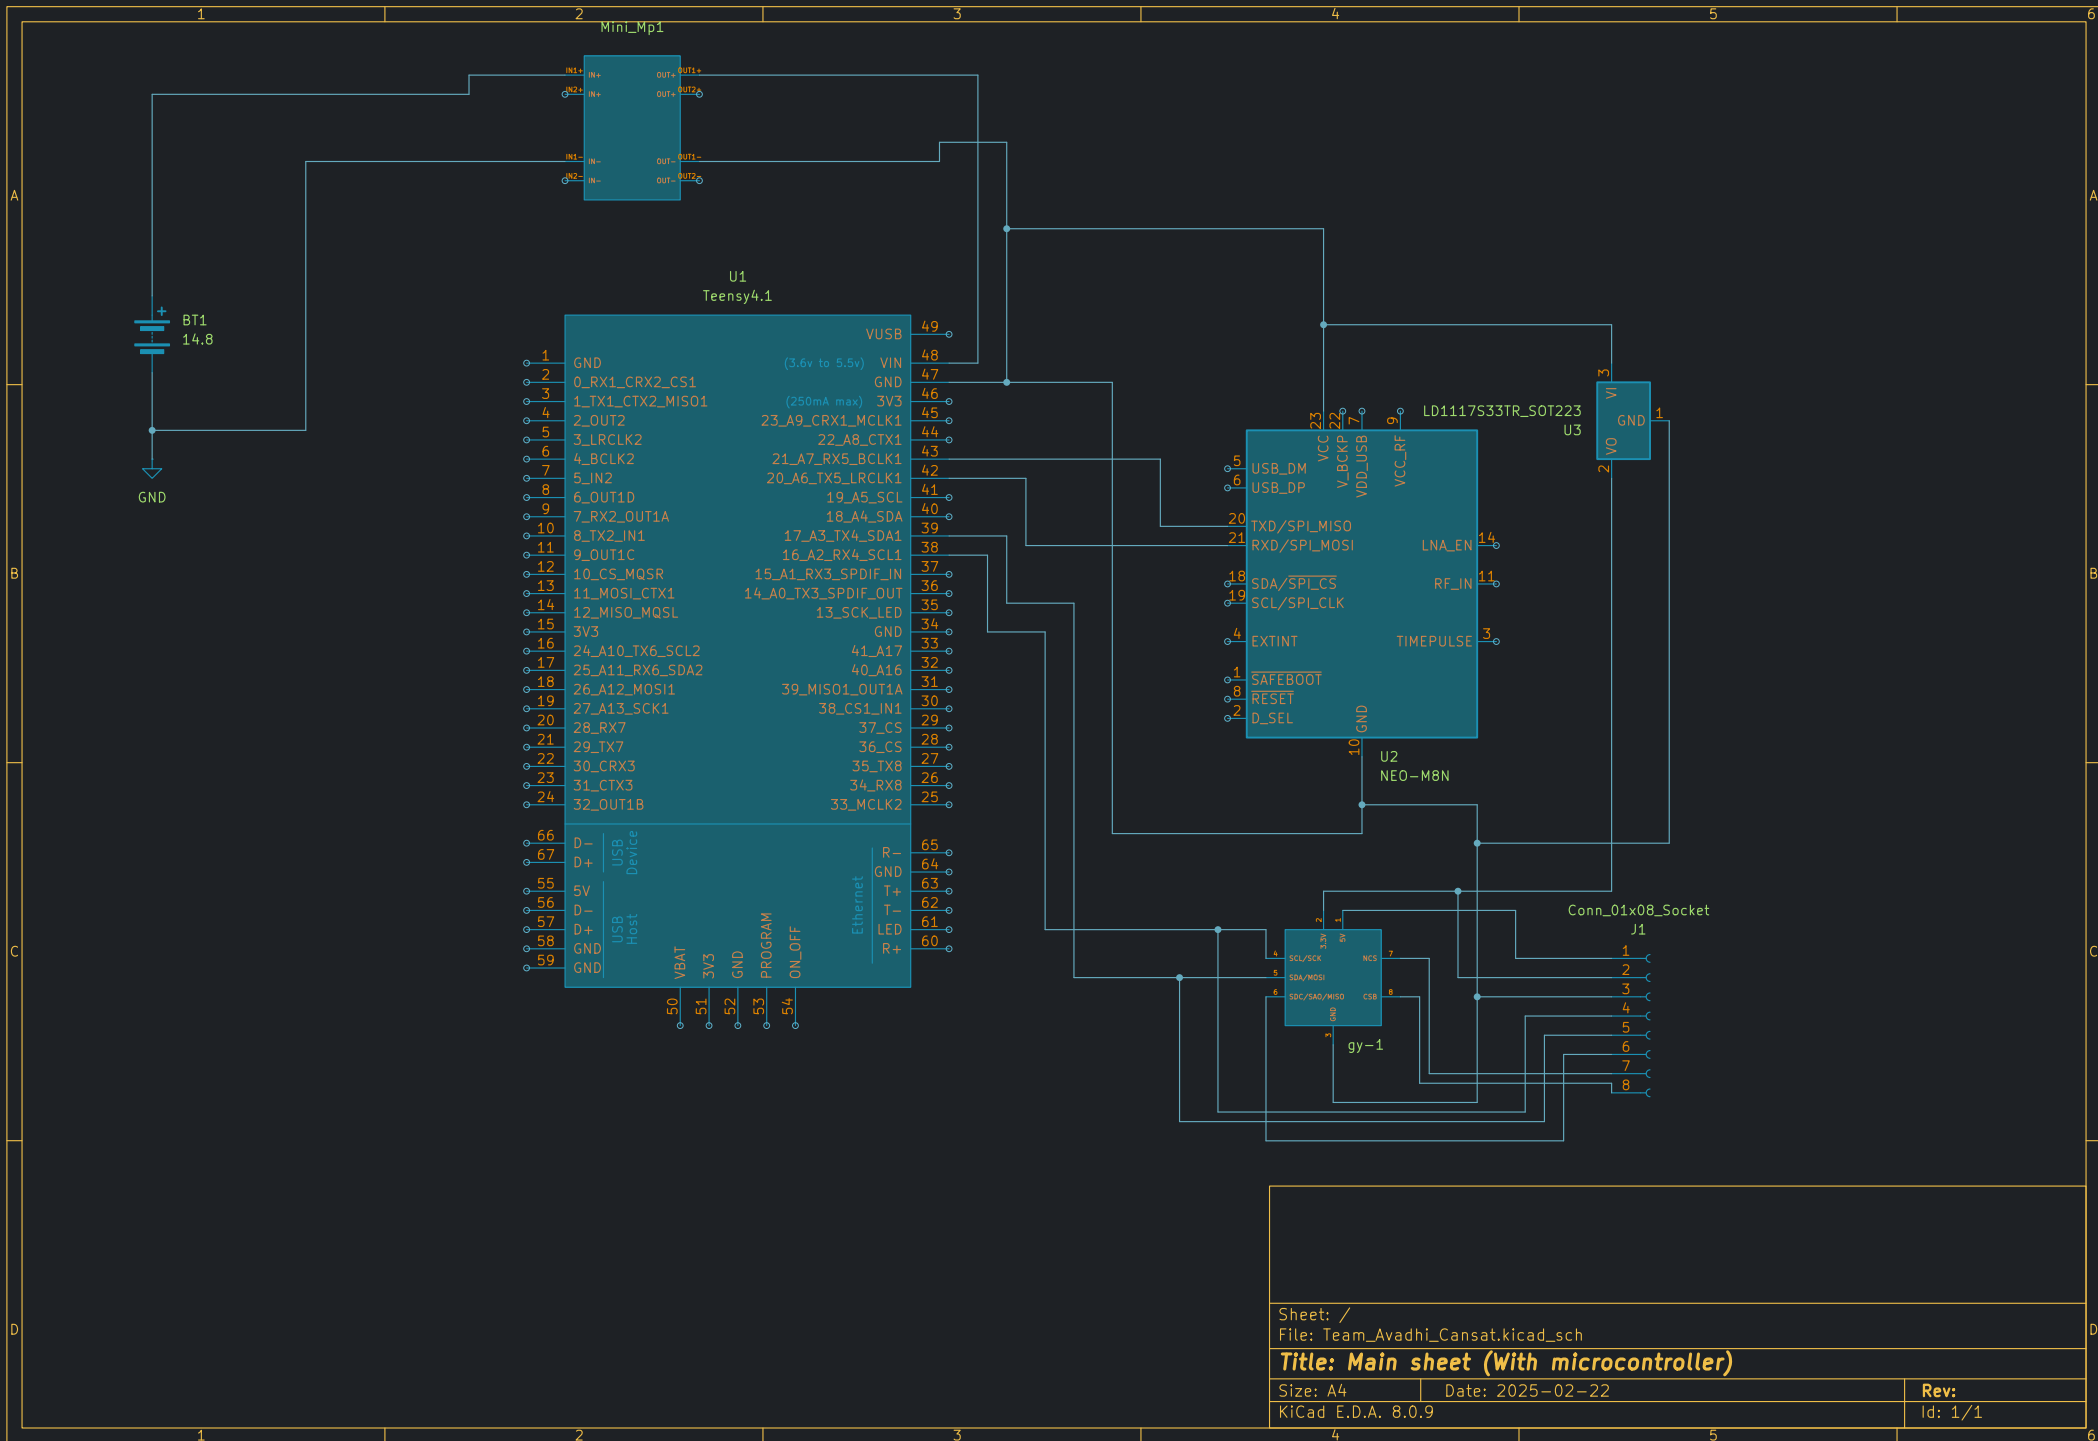 1 2 3 4 5 6
Mini_Mp1
IN1+ IN+ OUT+ OUT1+
IN2+ IN+ OUT+ OUT2+
IN1- IN- OUT- OUT1-
IN2- IN- OUT- OUT2-
A A
BT1
14.8
GND
U1
Teensy4.1
VUSB 49
1 GND (3.6v to 5.5v) VIN 48
2 0_RX1_CRX2_CS1 GND 47
3 1_TX1_CTX2_MISO1 (250mA max) 3V3 46
4 2_OUT2 23_A9_CRX1_MCLK1 45
5 3_LRCLK2 22_A8_CTX1 44
6 4_BCLK2 21_A7_RX5_BCLK1 43
7 5_IN2 20_A6_TX5_LRCLK1 42
8 6_OUT1D 19_A5_SCL 41
9 7_RX2_OUT1A 18_A4_SDA 40
10 8_TX2_IN1 17_A3_TX4_SDA1 39
11 9_OUT1C 16_A2_RX4_SCL1 38
12 10_CS_MQSR 15_A1_RX3_SPDIF_IN 37
13 11_MOSI_CTX1 14_A0_TX3_SPDIF_OUT 36
14 12_MISO_MQSL 13_SCK_LED 35
15 3V3 GND 34
16 24_A10_TX6_SCL2 41_A17 33
17 25_A11_RX6_SDA2 40_A16 32
18 26_A12_MOSI1 39_MISO1_OUT1A 31
19 27_A13_SCK1 38_CS1_IN1 30
20 28_RX7 37_CS 29
21 29_TX7 36_CS 28
22 30_CRX3 35_TX8 27
23 31_CTX3 34_RX8 26
24 32_OUT1B 33_MCLK2 25
66 D-
67 D+
USB Device
55 5V
56 D-
57 D+
58 GND
59 GND
USB Host
R- 65
GND 64
T+ 63
T- 62
LED 61
R+ 60
Ethernet
VBAT 3V3 GND PROGRAM ON_OFF
50 51 52 53 54
B B
23 22 7 9
VCC V_BCKP VDD_USB VCC_RF
5 USB_DM
6 USB_DP
20 TXD/SPI_MISO
21 RXD/SPI_MOSI LNA_EN 14
18 SDA/SPI_CS RF_IN 11
19 SCL/SPI_CLK
4 EXTINT TIMEPULSE 3
1 SAFEBOOT
8 RESET
2 D_SEL
GND
10
U2
NEO-M8N
LD1117S33TR_SOT223
U3
3 VI
GND 1
VO 2
C C
2 1
3.3V 5V
4 SCL/SCK NCS 7
5 SDA/MOSI
6 SDC/SAO/MISO CSB 8
GND
3
gy-1
Conn_01x08_Socket
J1
1
2
3
4
5
6
7
8
D D
Sheet: /
File: Team_Avadhi_Cansat.kicad_sch
Title: Main sheet (With microcontroller)
Size: A4 Date: 2025-02-22 Rev:
KiCad E.D.A. 8.0.9 Id: 1/1
1 2 3 4 5 6